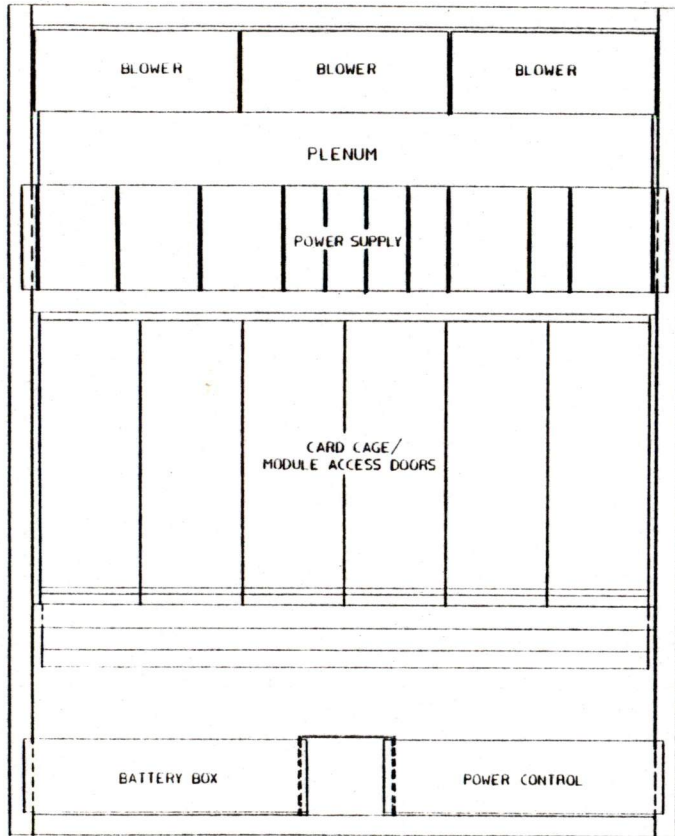 BLOWER BLOWER BLOWER
PLENUM
POWER SUPPLY
CARD CAGE/
MODULE ACCESS DOORS
BATTERY BOX POWER CONTROL